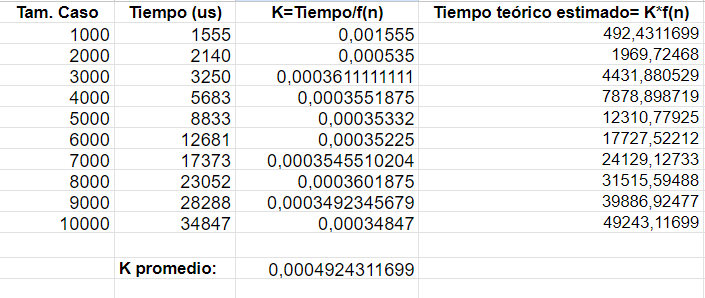 Tam. Caso Tiempo (us) K=Tiempo/f(n) Tiempo teórico estimado= K*f(n)
1000 1555 0,001555 492,4311699
2000 2140 0,000535 1969,72468
3000 3250 0,0003611111111 4431,880529
4000 5683 0,0003551875 7878,898719
5000 8833 0,00035332 12310,77925
6000 12681 0,00035225 17727,52212
7000 17373 0,0003545510204 24129,12733
8000 23052 0,0003601875 31515,59488
9000 28288 0,0003492345679 39886,92477
10000 34847 0,00034847 49243,11699
K promedio: 0,0004924311699